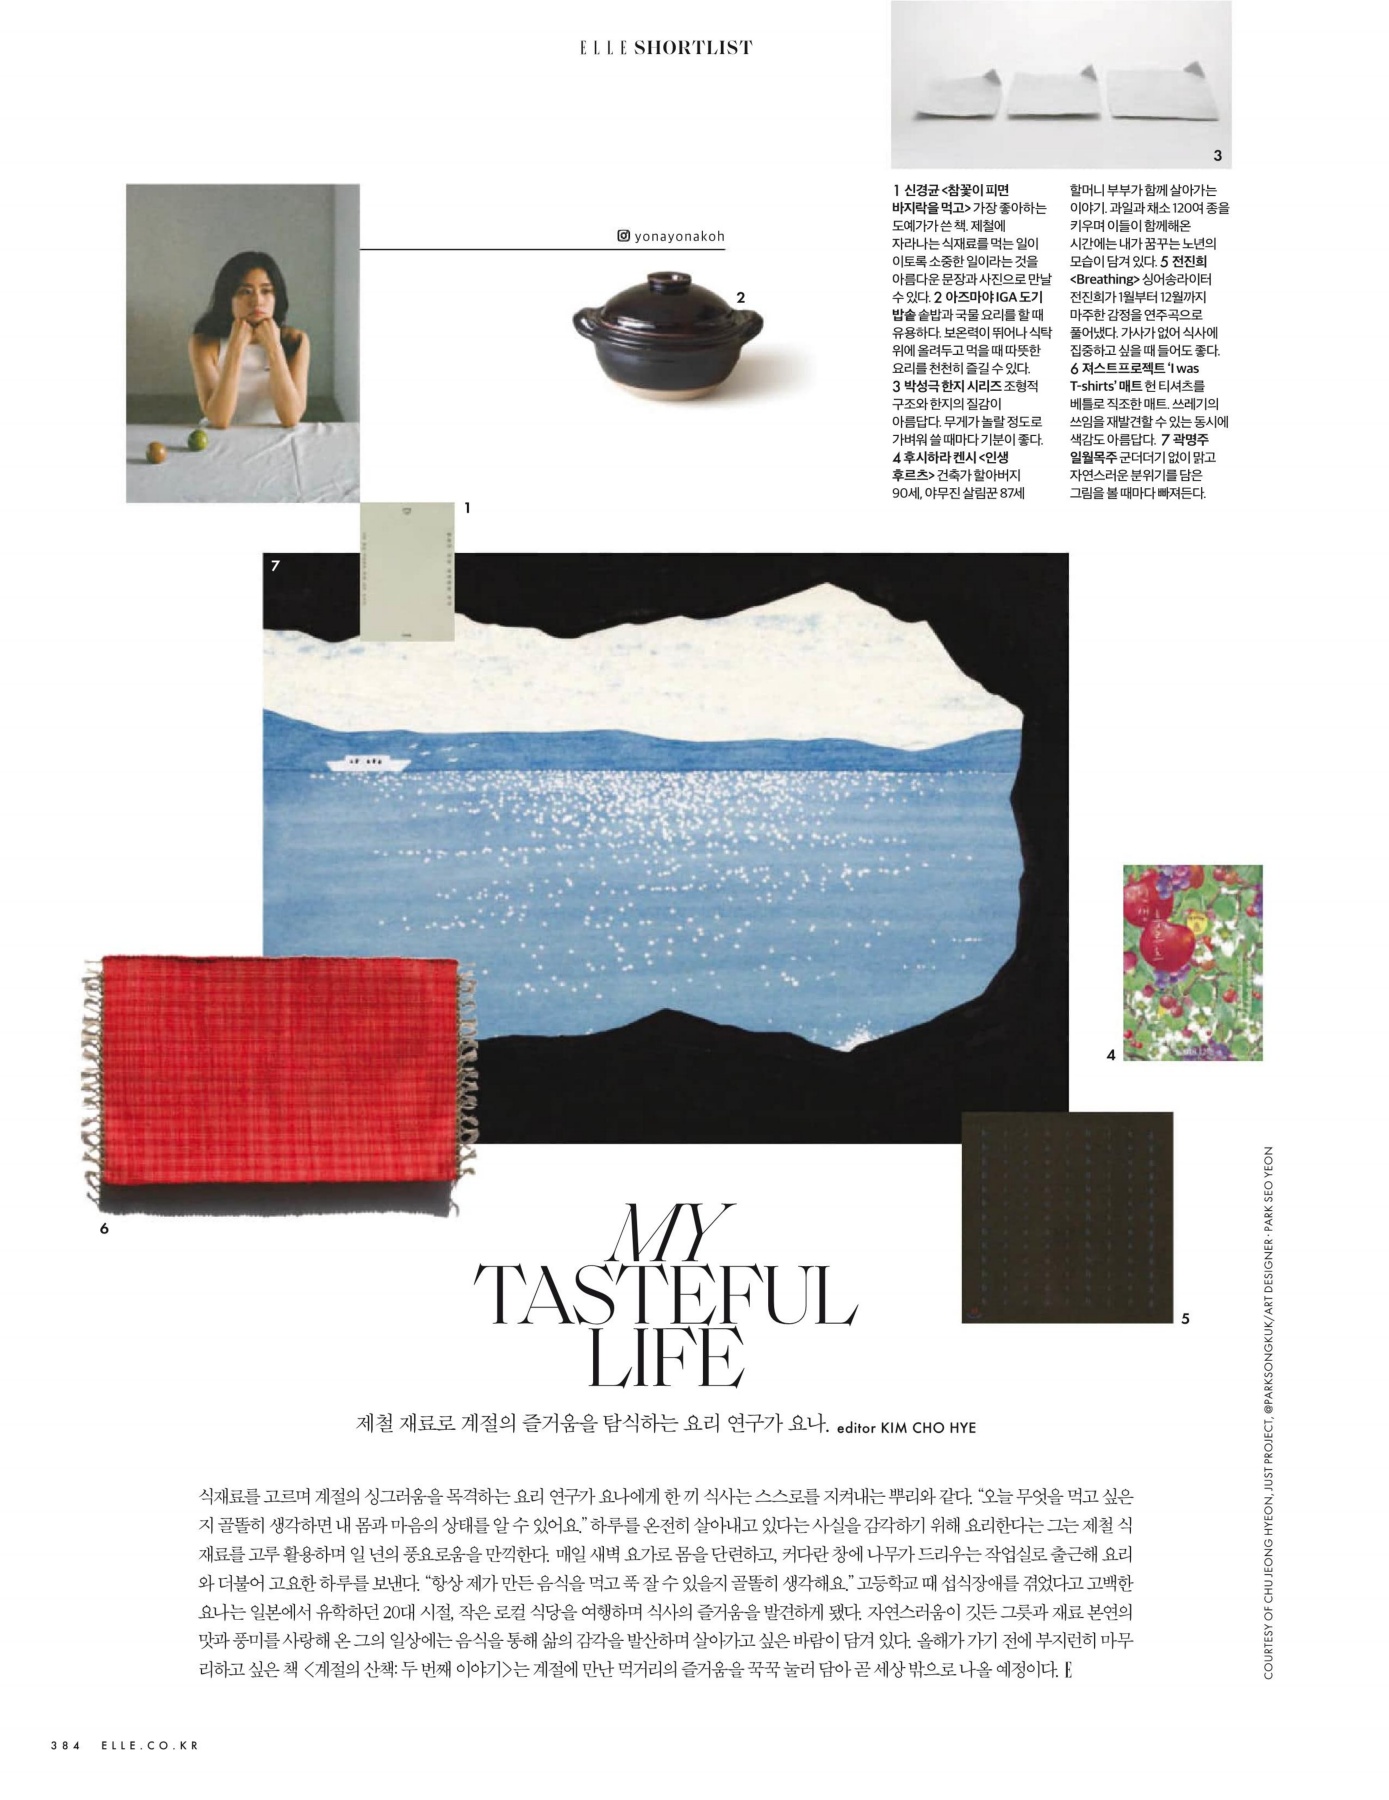 ELLE SHORTLIST
3
yonayonakoh
2
1 신경균 <참꽃이 피면
바지락을 먹고> 가장 좋아하는
도예가가 쓴 책. 제철에
자라나는 식재료를 먹는 일이
이토록 소중한 일이라는 것을
아름다운 문장과 사진으로 만날
수 있다. 2 아즈마야 IGA 도기
밥솥 솥밥과 국물 요리를 할 때
유용하다. 보온력이 뛰어나 식탁
위에 올려두고 먹을 때 따뜻한
요리를 천천히 즐길 수 있다.
3 박성극 한지 시리즈 조형적
구조와 한지의 질감이
아름답다. 무게가 놀랄 정도로
가벼워 쓸 때마다 기분이 좋다.
4 후시하라 켄시 <인생
후르츠> 건축가 할아버지
90세, 야무진 살림꾼 87세
할머니 부부가 함께 살아가는
이야기. 과일과 채소 120여 종을
키우며 이들이 함께해온
시간에는 내가 꿈꾸는 노년의
모습이 담겨 있다. 5 전진희
<Breathing> 싱어송라이터
전진희가 1월부터 12월까지
마주한 감정을 연주곡으로
풀어냈다. 가사가 없어 식사에
집중하고 싶을 때 들어도 좋다.
6 져스트프로젝트 ‘I was
T-shirts’ 매트 헌 티셔츠를
베틀로 직조한 매트. 쓰레기의
쓰임을 재발견할 수 있는 동시에
색감도 아름답다. 7 곽명주
일월목주 군더더기 없이 맑고
자연스러운 분위기를 담은
그림을 볼 때마다 빠져든다.
1
7
4
6
5
MY
TASTEFUL
LIFE
제철 재료로 계절의 즐거움을 탐식하는 요리 연구가 요나. editor KIM CHO HYE
식재료를 고르며 계절의 싱그러움을 목격하는 요리 연구가 요나에게 한 끼 식사는 스스로를 지켜내는 뿌리와 같다. “오늘 무엇을 먹고 싶은
지 골똘히 생각하면 내 몸과 마음의 상태를 알 수 있어요.” 하루를 온전히 살아내고 있다는 사실을 감각하기 위해 요리한다는 그는 제철 식
재료를 고루 활용하며 일 년의 풍요로움을 만끽한다. 매일 새벽 요가로 몸을 단련하고, 커다란 창에 나무가 드리우는 작업실로 출근해 요리
와 더불어 고요한 하루를 보낸다. “항상 제가 만든 음식을 먹고 푹 잘 수 있을지 골똘히 생각해요.” 고등학교 때 섭식장애를 겪었다고 고백한
요나는 일본에서 유학하던 20대 시절, 작은 로컬 식당을 여행하며 식사의 즐거움을 발견하게 됐다. 자연스러움이 깃든 그릇과 재료 본연의
맛과 풍미를 사랑해 온 그의 일상에는 음식을 통해 삶의 감각을 발산하며 살아가고 싶은 바람이 담겨 있다. 올해가 가기 전에 부지런히 마무
리하고 싶은 책 <계절의 산책: 두 번째 이야기>는 계절에 만난 먹거리의 즐거움을 꾹꾹 눌러 담아 곧 세상 밖으로 나올 예정이다. E
COURTESY OF CHU JEONG HYEON, JUST PROJECT, @PARKSONGKUK/ART DESIGNER · PARK SEO YEON
384 ELLE.CO.KR